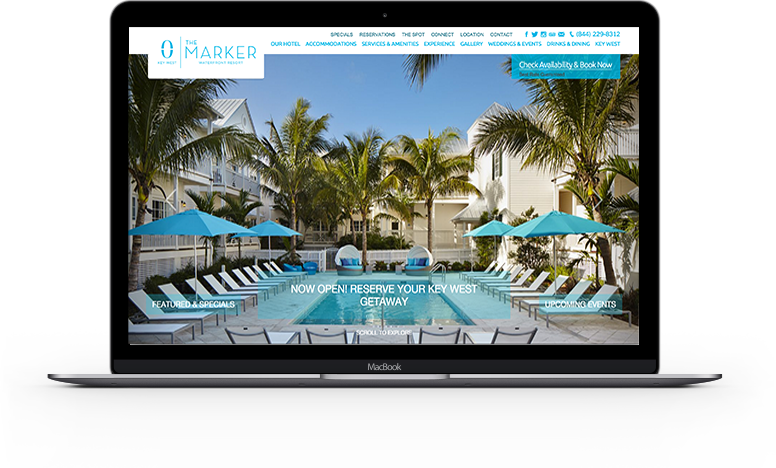 SPECIALS RESERVATIONS THE SPOT CONNECT LOCATION CONTACT (844) 229-8312
OUR HOTEL ACCOMMODATIONS SERVICES & AMENITIES EXPERIENCE GALLERY WEDDINGS & EVENTS DRINKS & DINING KEY WEST
0
KEY WEST
THE
MARKER
WATERFRONT RESORT
Check Availability & Book Now
Best Rate Guaranteed
NOW OPEN! RESERVE YOUR KEY WEST
GETAWAY
FEATURED & SPECIALS
UPCOMING EVENTS
SCROLL TO EXPLORE
MacBook